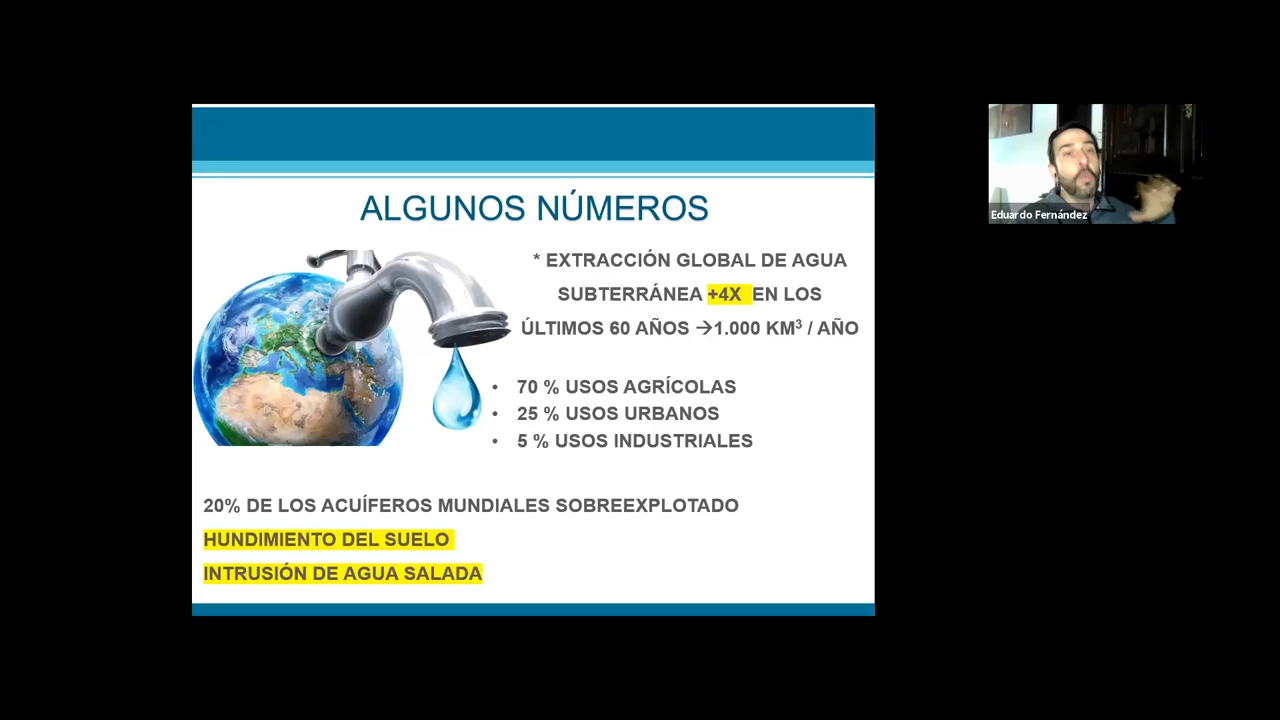 ALGUNOS NÚMEROS
* EXTRACCIÓN GLOBAL DE AGUA
SUBTERRÁNEA +4X EN LOS
ÚLTIMOS 60 AÑOS →1.000 KM³ / AÑO
• 70 % USOS AGRÍCOLAS
• 25 % USOS URBANOS
• 5 % USOS INDUSTRIALES
20% DE LOS ACUÍFEROS MUNDIALES SOBREEXPLOTADO
HUNDIMIENTO DEL SUELO
INTRUSIÓN DE AGUA SALADA
Eduardo Fernández